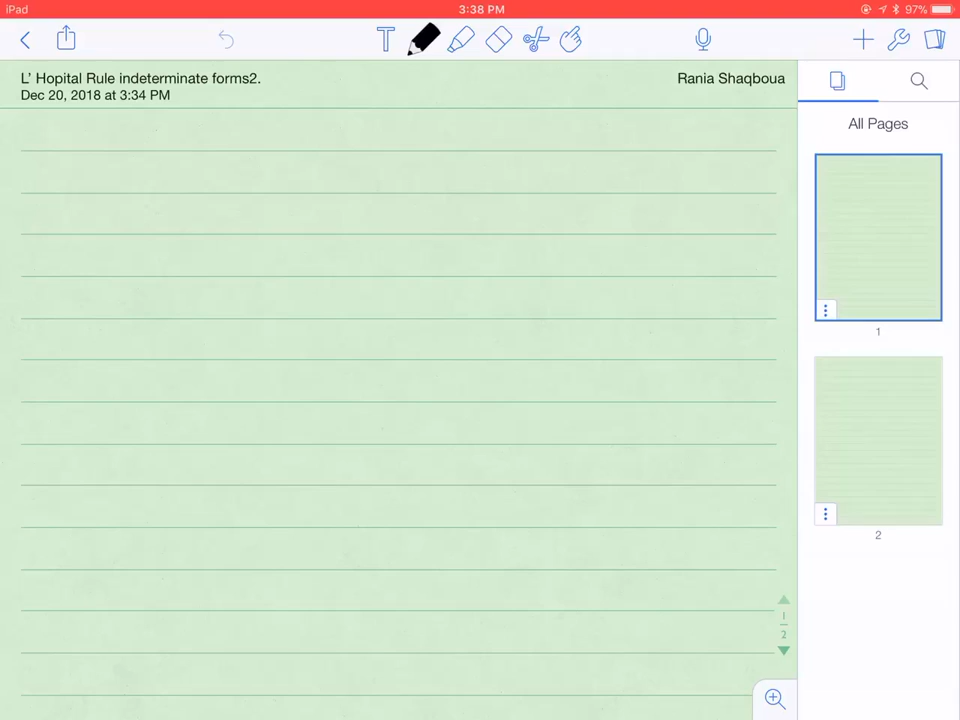 iPad 3:38 PM 97%
T
L' Hopital Rule indeterminate forms2. Rania Shaqboua
Dec 20, 2018 at 3:34 PM
All Pages
1
2
1
2